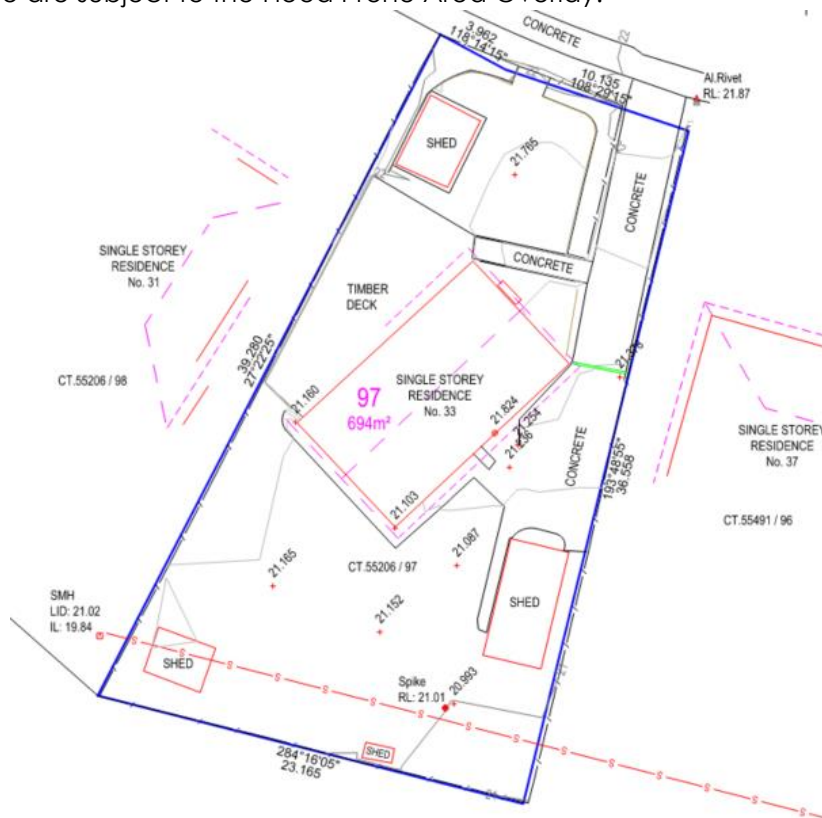 e are subject to the Flood Prone Area Overlay.
CONCRETE
22
3.962
118°14'15"
10.135
108°29'15"
Al.Rivet
RL: 21.87
SHED
21.765
CONCRETE
CONCRETE
SINGLE STOREY
RESIDENCE
No. 31
TIMBER
DECK
39.280
27°22'25"
CT.55206 / 98
21.160
97
694m²
SINGLE STOREY
RESIDENCE
No. 33
21.824
21.254
CONCRETE
193°48'55"
36.558
SINGLE STOREY
RESIDENCE
No. 37
21.103
CT.55491 / 96
21.165
CT.55206 / 97
21.087
SHED
SMH
LID: 21.02
IL: 19.84
21.152
SHED
Spike
RL: 21.01
20.993
284°16'05"
23.165
SHED
21
21
S S S S S S S S S S S S S S